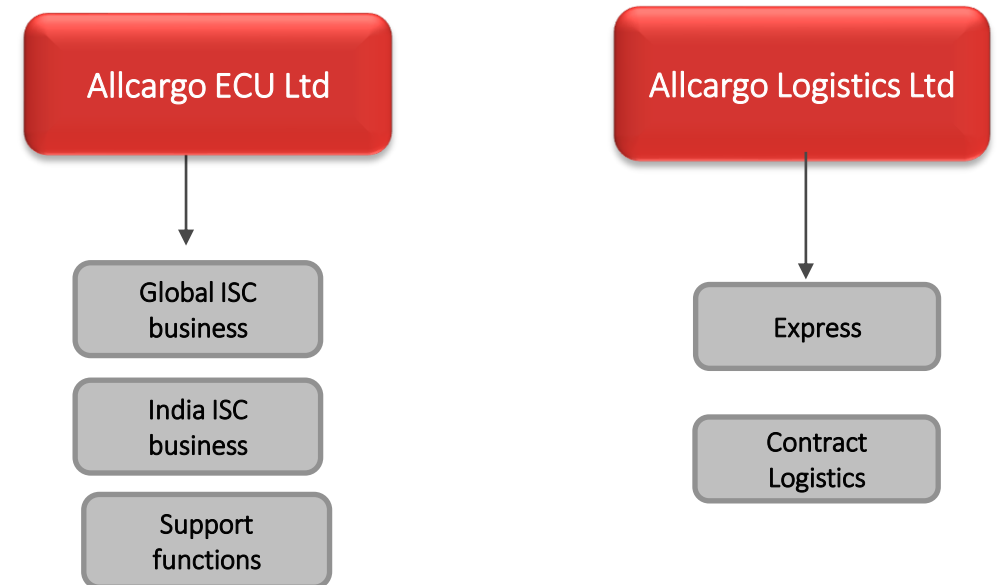 Allcargo ECU Ltd
Allcargo Logistics Ltd
Global ISC
business
India ISC
business
Support
functions
Express
Contract
Logistics